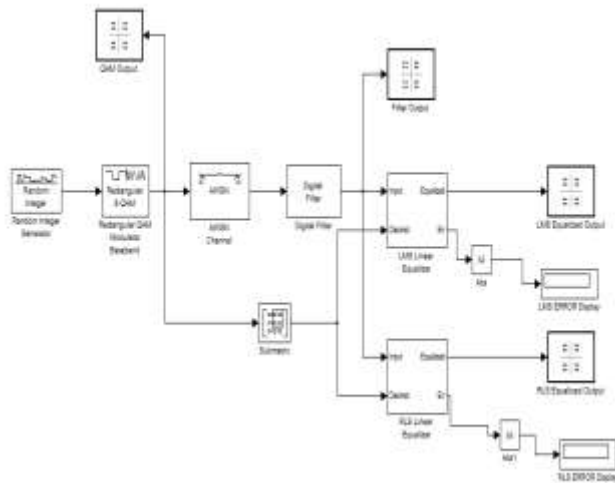 QAM Output
Filter Output
Random
Integer
Random Integer
Generator
Rectangular
8-QAM
Rectangular QAM
Modulator
Baseband
AWGN
AWGN
Channel
Digital
Filter
Digital Filter
Input
Equalized
Desired
Err
LMS Linear
Equalizer
LMS Equalized Output
|u|
Abs
LMS ERROR Display
Submatrix
Input
Equalized
Desired
Err
RLS Linear
Equalizer
RLS Equalized Output
|u|
Abs1
RLS ERROR Display